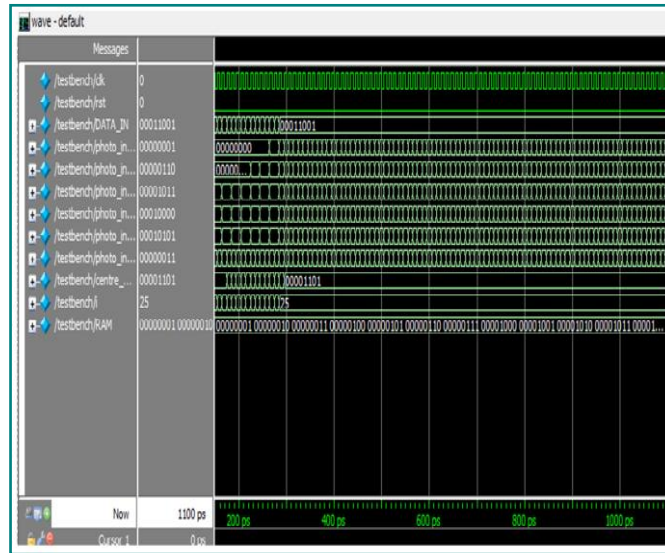 wave - default
Messages
/testbench/clk 0
/testbench/rst 0
/testbench/DATA_IN 00011001 00011001
/testbench/photo_in... 00000001 00000000
/testbench/photo_in... 00000110 00000...
/testbench/photo_in... 00001011
/testbench/photo_in... 00010000
/testbench/photo_in... 00010101
/testbench/photo_in... 00000011
/testbench/centre_... 00001101 00001101
/testbench/i 25 25
/testbench/RAM 00000001 00000010 00000001 00000010 00000011 00000100 00000101 00000110 00000111 00001000 00001001 00001010 00001011 00001...
Now 1100 ps 200 ps 400 ps 600 ps 800 ps 1000 ps
Cursor 1 0 ps